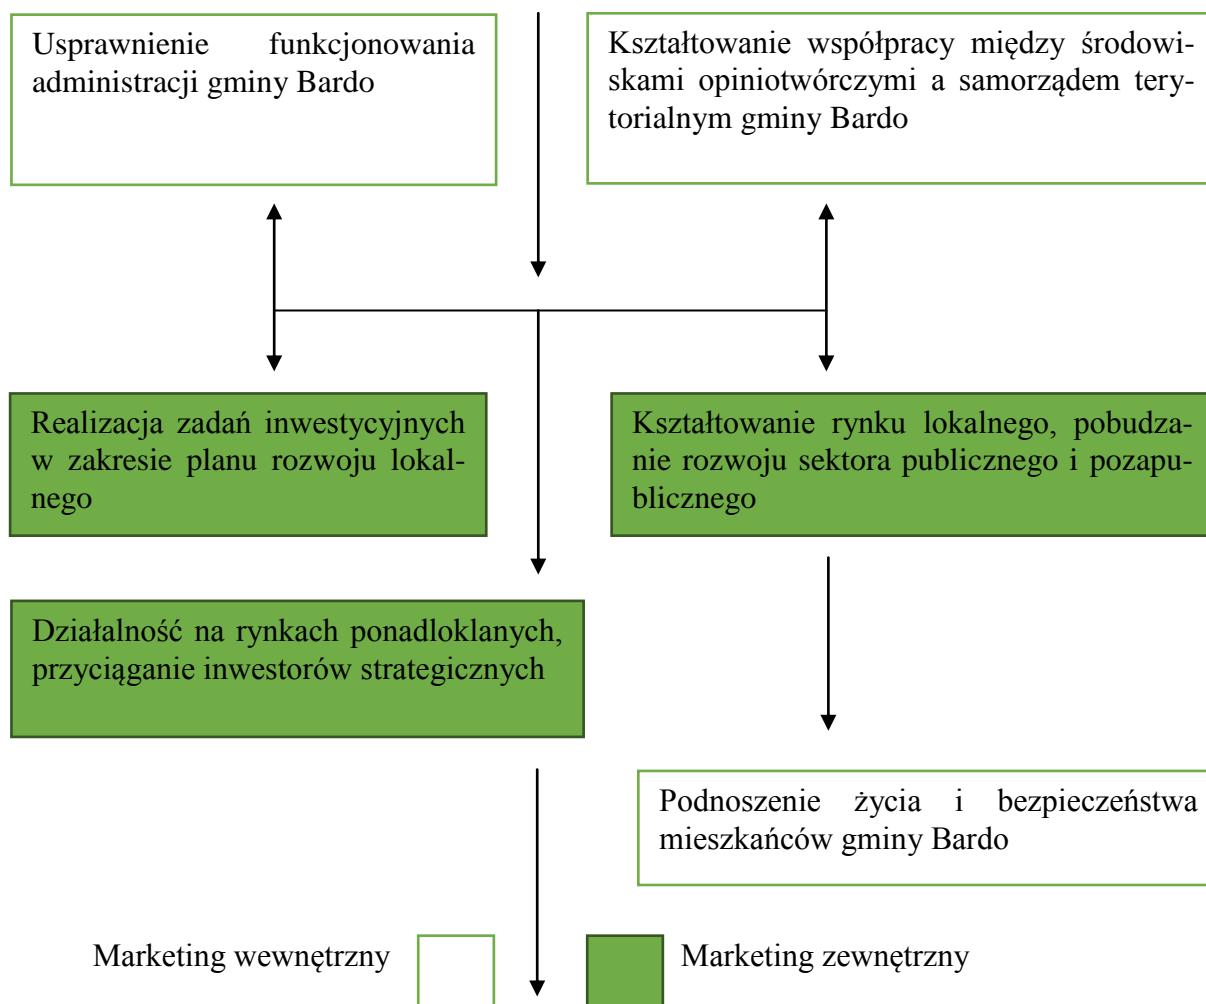 Usprawnienie funkcjonowania
administracji gminy Bardo
Kształtowanie współpracy między środowi-
skami opiniotwórczymi a samorządem tery-
torialnym gminy Bardo
Realizacja zadań inwestycyjnych
w zakresie planu rozwoju lokal-
nego
Kształtowanie rynku lokalnego, pobudza-
nie rozwoju sektora publicznego i pozapu-
blicznego
Działalność na rynkach ponadloklanych,
przyciąganie inwestorów strategicznych
Podnoszenie życia i bezpieczeństwa
mieszkańców gminy Bardo
Marketing wewnętrzny
Marketing zewnętrzny